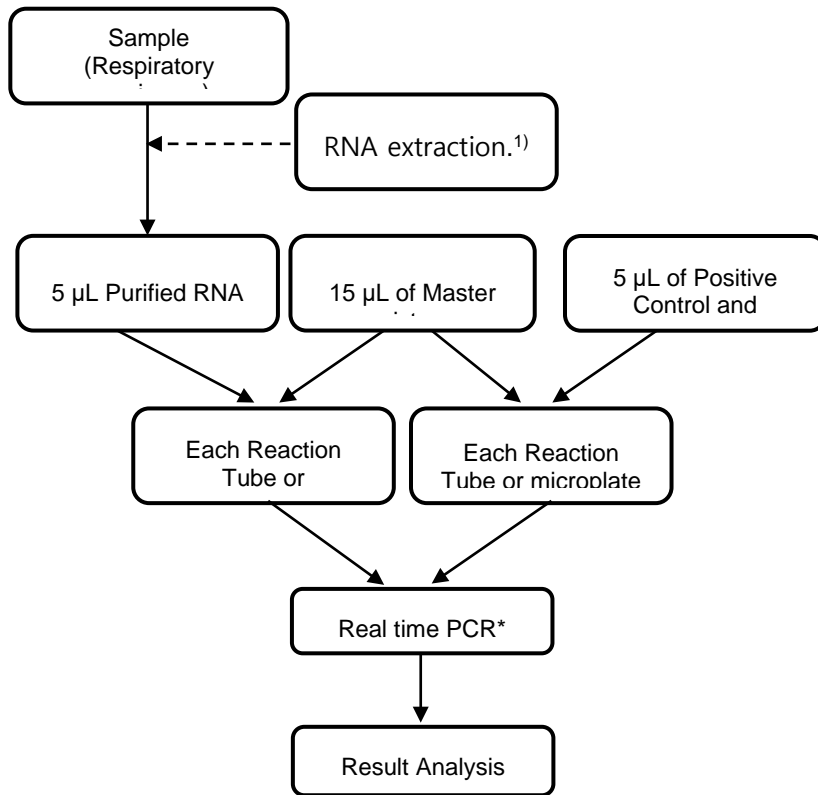 Sample
(Respiratory
RNA extraction.¹⁾
5 µL Purified RNA
15 µL of Master
5 µL of Positive
Control and
Each Reaction
Tube or
Each Reaction
Tube or microplate
Real time PCR*
Result Analysis